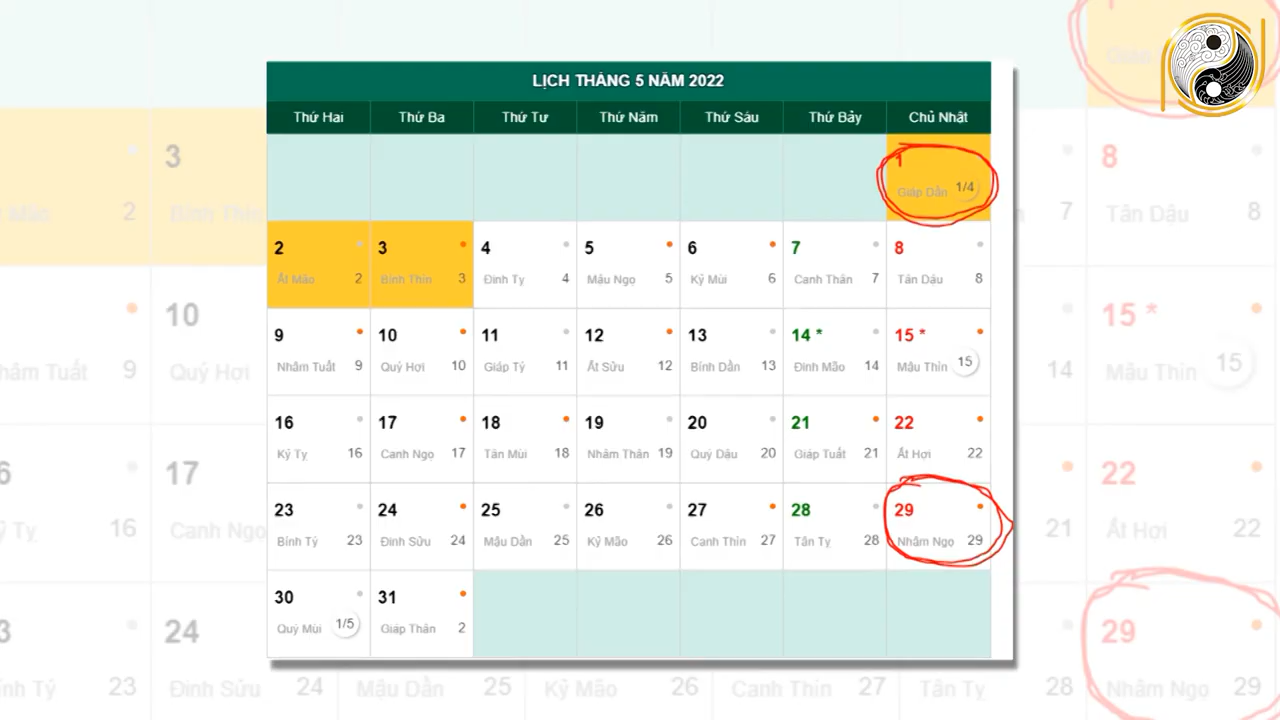 LỊCH THÁNG 5 NĂM 2022
Thứ Hai Thứ Ba Thứ Tư Thứ Năm Thứ Sáu Thứ Bảy Chủ Nhật
1
Giáp Dần 1/4
2 3 4 5 6 7 8
Ất Mão 2 Bính Thìn 3 Đinh Tỵ 4 Mậu Ngọ 5 Kỷ Mùi 6 Canh Thân 7 Tân Dậu 8
9 10 11 12 13 14 * 15 *
Nhâm Tuất 9 Quý Hợi 10 Giáp Tý 11 Ất Sửu 12 Bính Dần 13 Đinh Mão 14 Mậu Thìn 15
16 17 18 19 20 21 22
Kỷ Tỵ 16 Canh Ngọ 17 Tân Mùi 18 Nhâm Thân 19 Quý Dậu 20 Giáp Tuất 21 Ất Hợi 22
23 24 25 26 27 28 29
Bính Tý 23 Đinh Sửu 24 Mậu Dần 25 Kỷ Mão 26 Canh Thìn 27 Tân Tỵ 28 Nhâm Ngọ 29
30 31
Quý Mùi 1/5 Giáp Thân 2